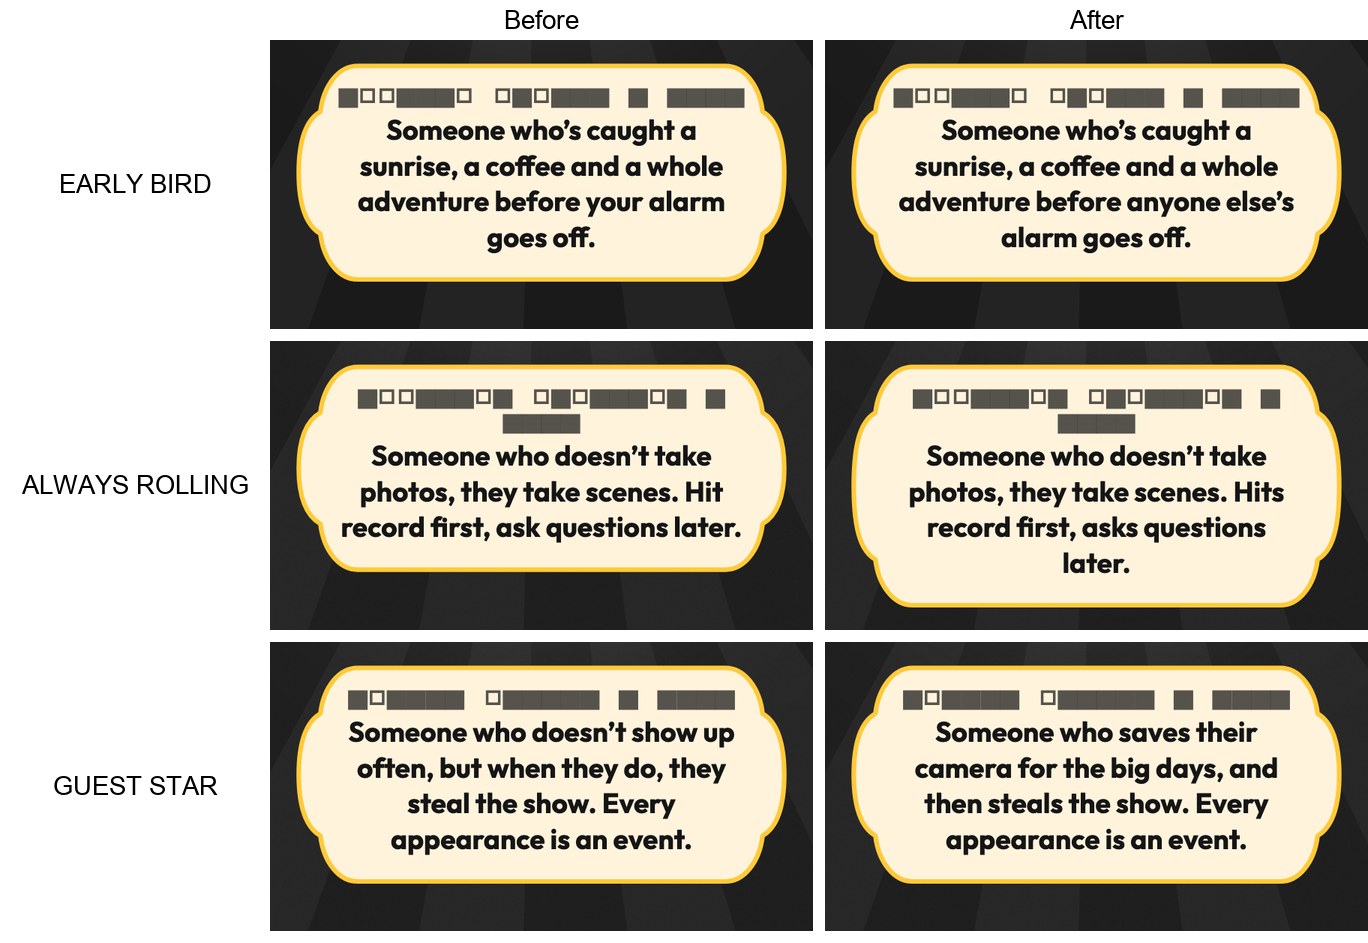 Before
After
EARLY BIRD
Someone who’s caught a
sunrise, a coffee and a whole
adventure before your alarm
goes off.
Someone who’s caught a
sunrise, a coffee and a whole
adventure before anyone else’s
alarm goes off.
ALWAYS ROLLING
Someone who doesn’t take
photos, they take scenes. Hit
record first, ask questions later.
Someone who doesn’t take
photos, they take scenes. Hits
record first, asks questions
later.
GUEST STAR
Someone who doesn’t show up
often, but when they do, they
steal the show. Every
appearance is an event.
Someone who saves their
camera for the big days, and
then steals the show. Every
appearance is an event.